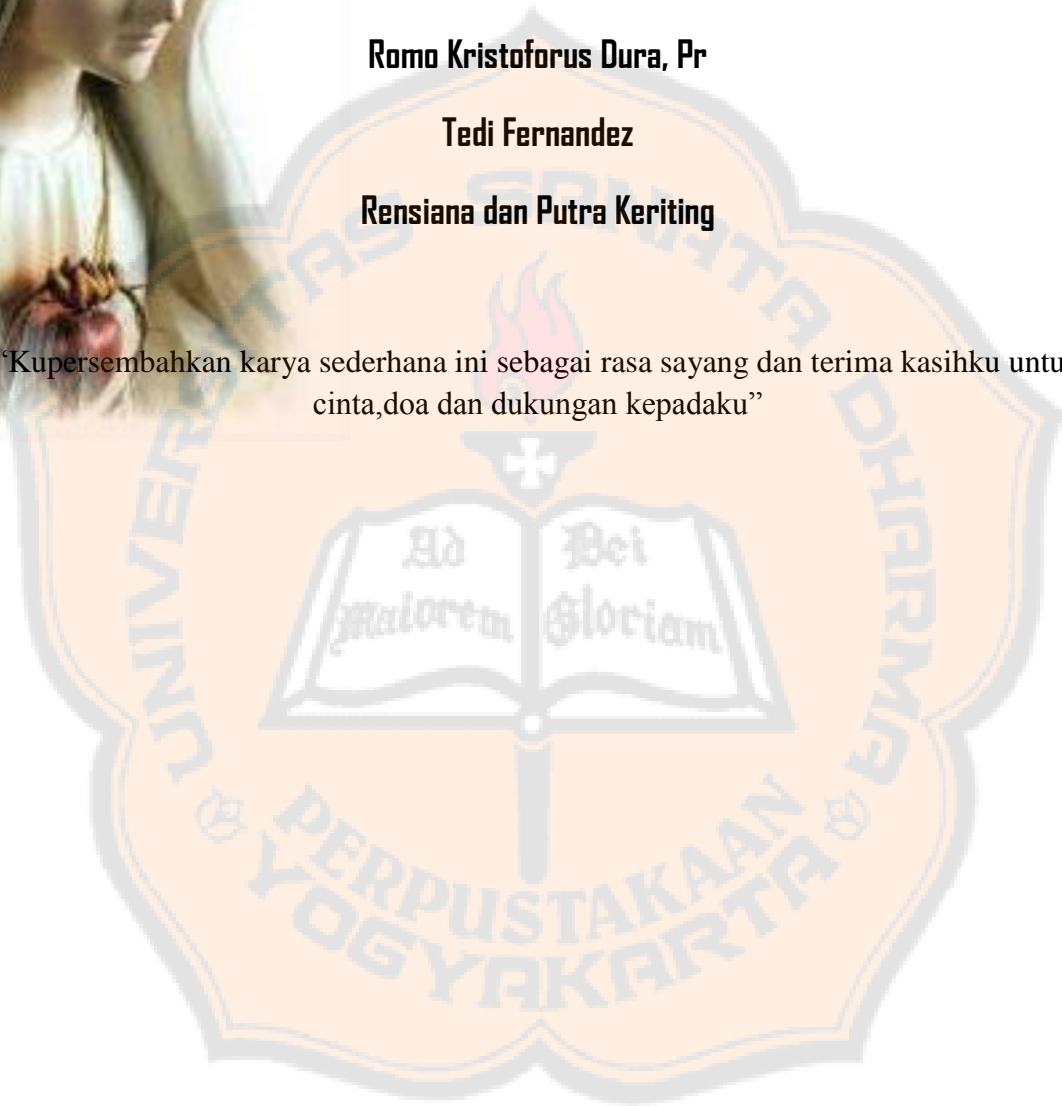 Romo Kristoforus Dura, Pr
Tedi Fernandez
Rensiana dan Putra Keriting
“Kupersembahkan karya sederhana ini sebagai rasa sayang dan terima kasihku untu
cinta,doa dan dukungan kepadaku”
UNIVERSITAS SANATA DHARMA
Ad Dei
Maiorem Gloriam
PERPUSTAKAAN
YOGYAKARTA